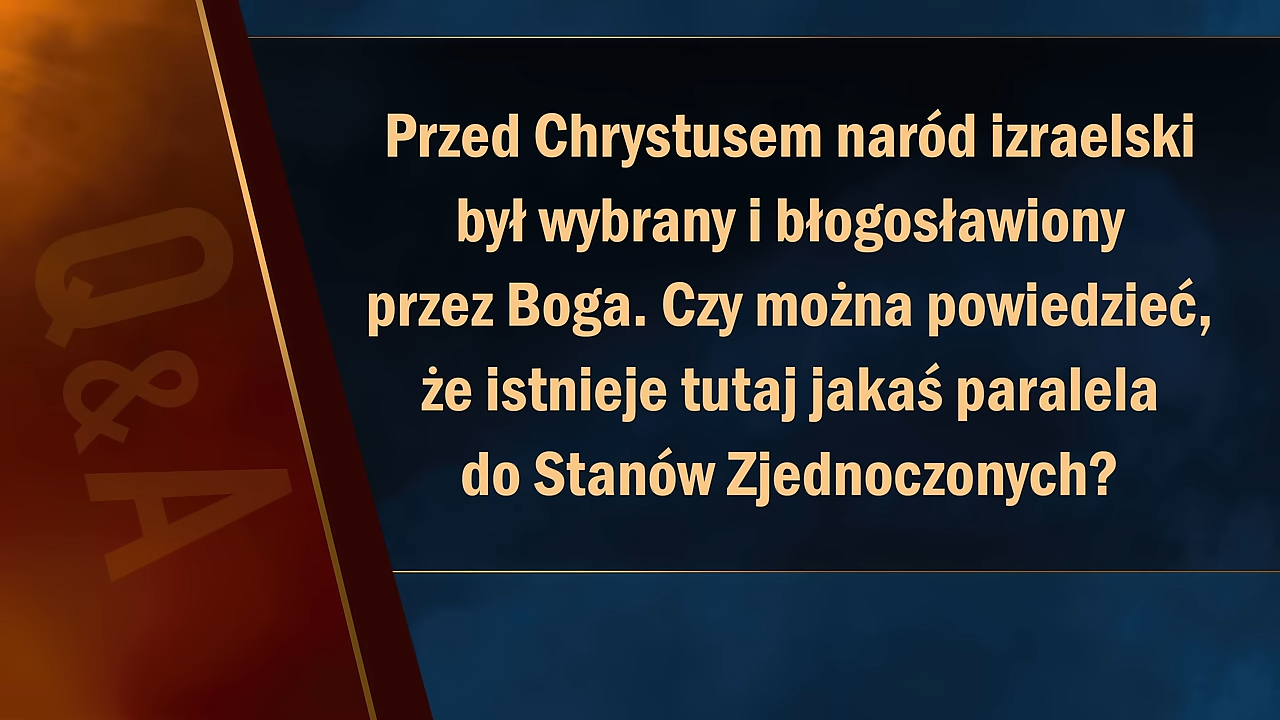 Przed Chrystusem naród izraelski
był wybrany i błogosławiony
przez Boga. Czy można powiedzieć,
że istnieje tutaj jakaś paralela
do Stanów Zjednoczonych?
Q & A